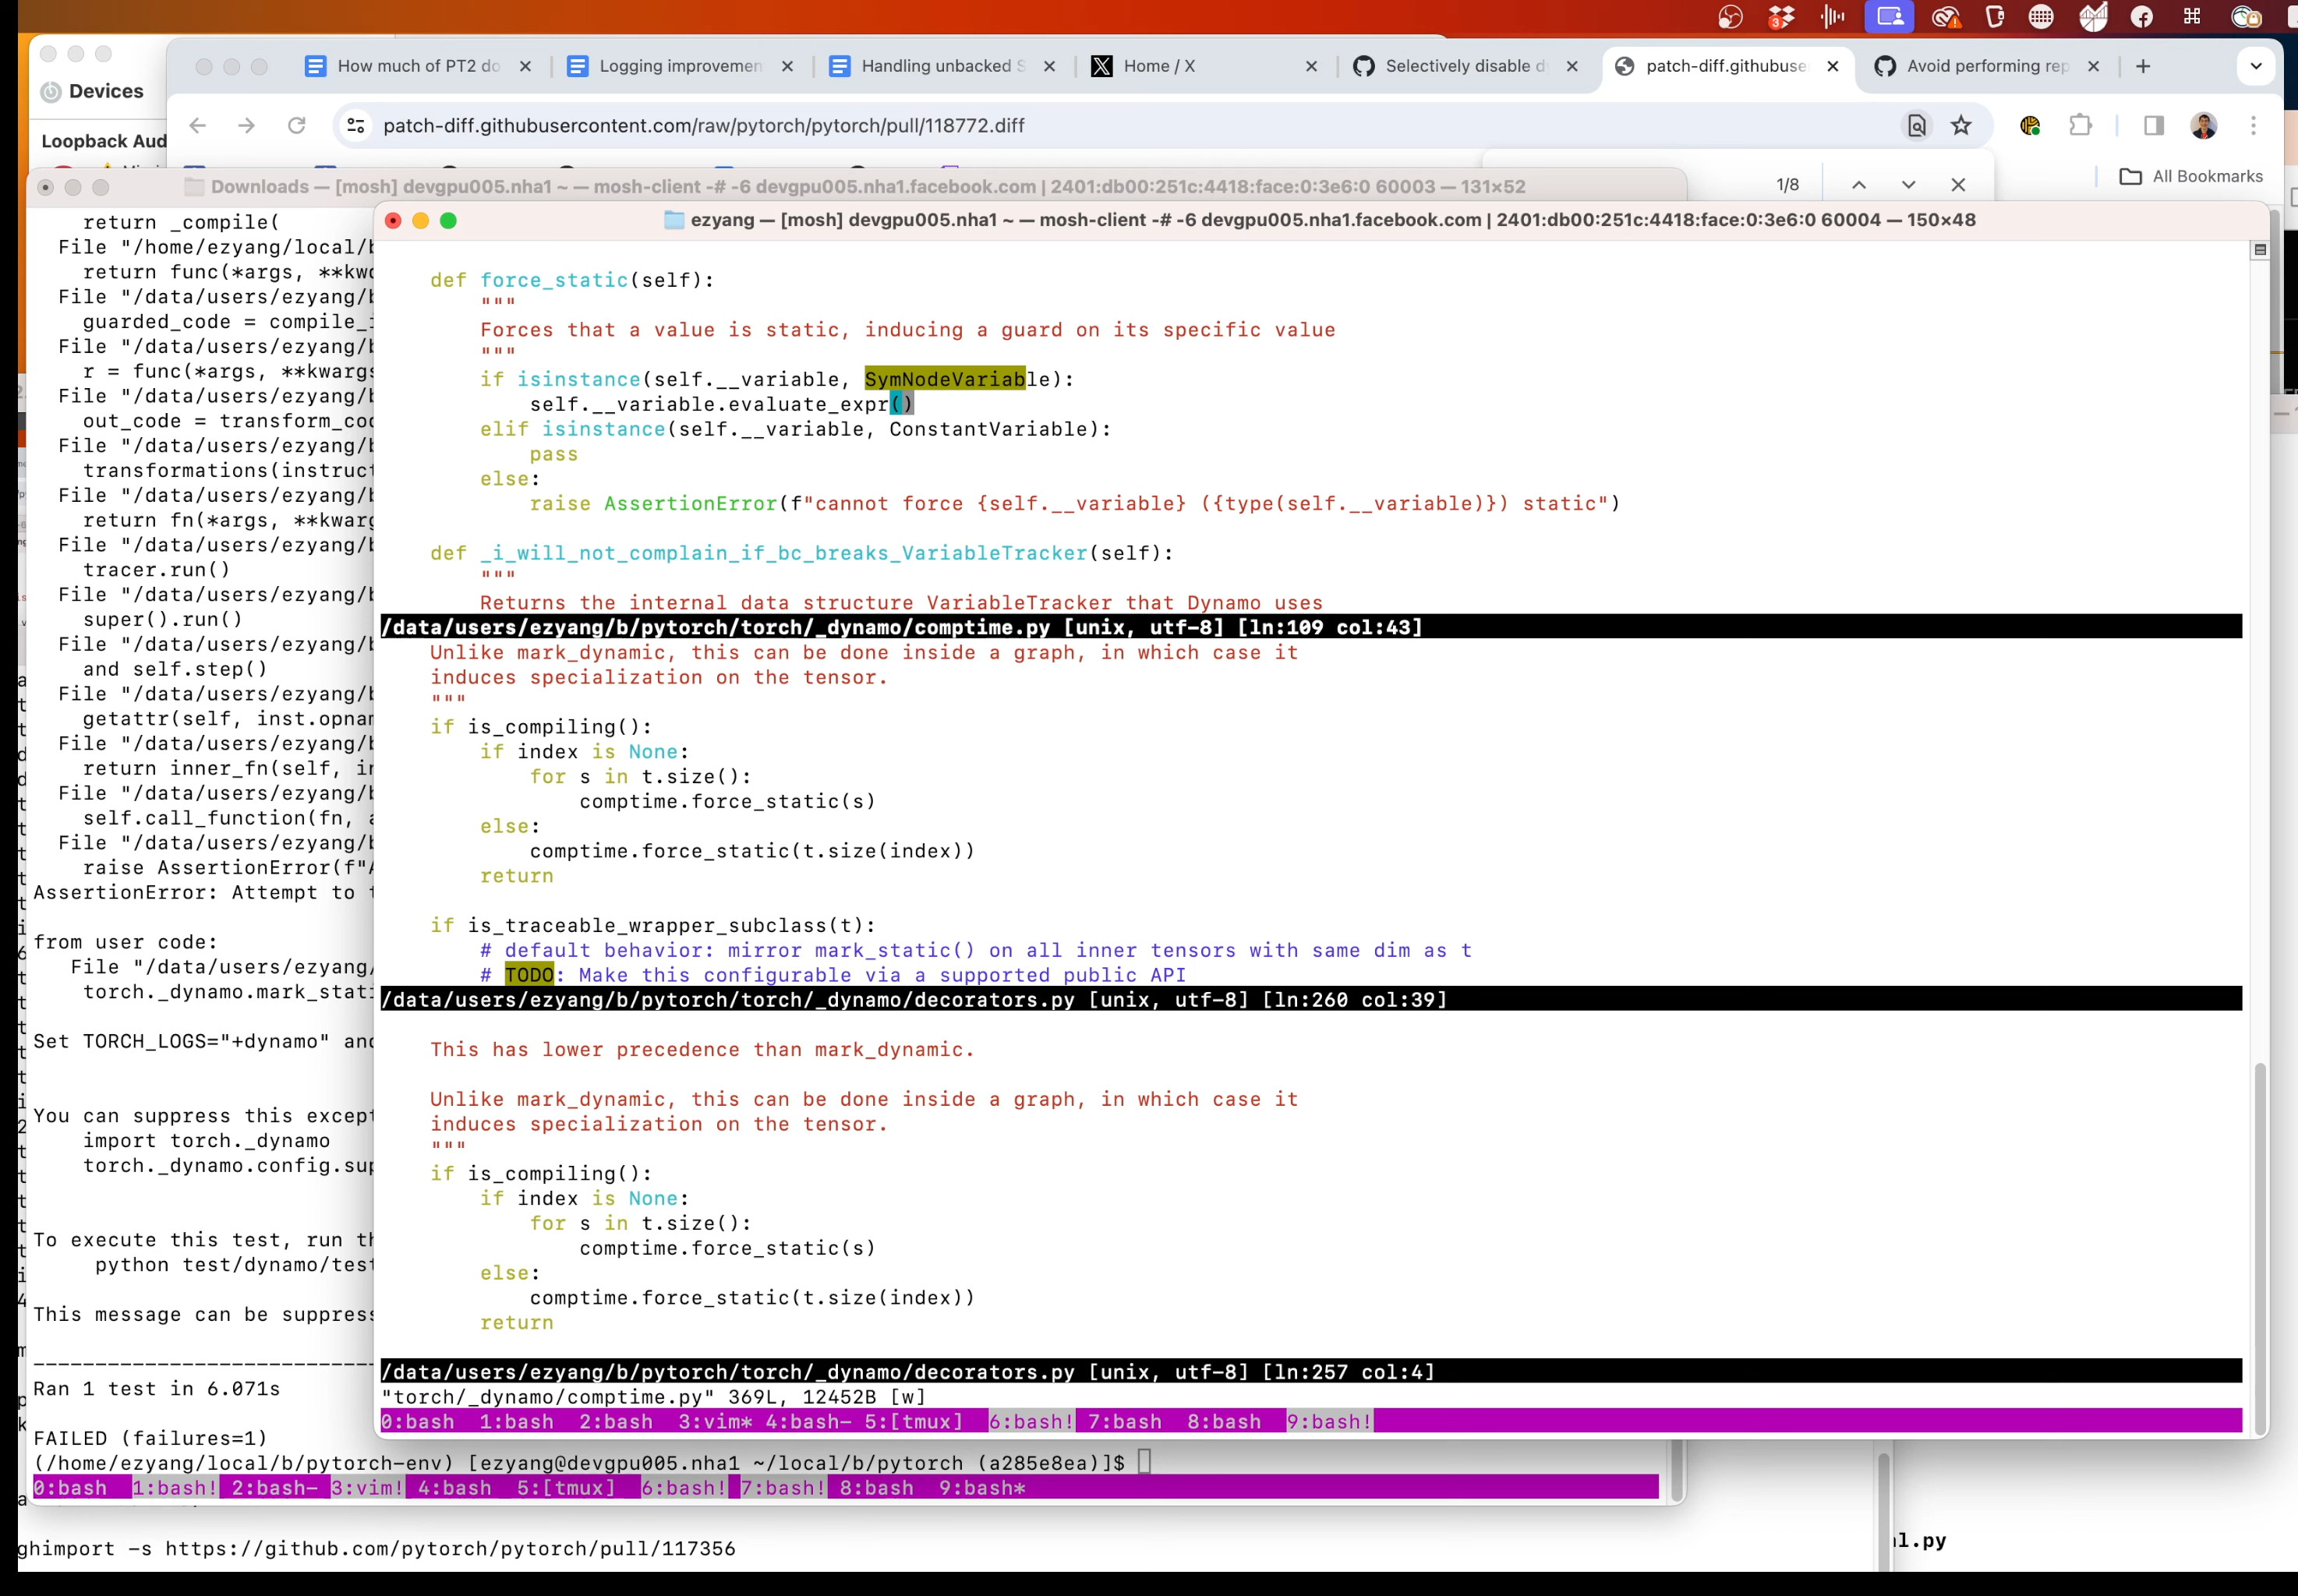 Devices
Loopback Aud
How much of PT2 do
Logging improvemen
Handling unbacked S
Home / X
Selectively disable d
patch-diff.githubuse
Avoid performing rep
patch-diff.githubusercontent.com/raw/pytorch/pytorch/pull/118772.diff
1/8
All Bookmarks
Downloads — [mosh] devgpu005.nha1 ~ — mosh-client -# -6 devgpu005.nha1.facebook.com | 2401:db00:251c:4418:face:0:3e6:0 60003 — 131×52
    return _compile(
  File "/home/ezyang/local/b
    return func(*args, **kwa
  File "/data/users/ezyang/b
    guarded_code = compile_i
  File "/data/users/ezyang/b
    r = func(*args, **kwargs
  File "/data/users/ezyang/b
    out_code = transform_cod
  File "/data/users/ezyang/b
    transformations(instruct
  File "/data/users/ezyang/b
    return fn(*args, **kwarg
  File "/data/users/ezyang/b
    tracer.run()
  File "/data/users/ezyang/b
    super().run()
  File "/data/users/ezyang/b
    and self.step()
  File "/data/users/ezyang/b
    getattr(self, inst.opnam
  File "/data/users/ezyang/b
    return inner_fn(self, in
  File "/data/users/ezyang/b
    self.call_function(fn, a
  File "/data/users/ezyang/b
    raise AssertionError(f"A
AssertionError: Attempt to t
from user code:
   File "/data/users/ezyang/
    torch._dynamo.mark_stati
Set TORCH_LOGS="+dynamo" and
You can suppress this except
    import torch._dynamo
    torch._dynamo.config.sup
To execute this test, run th
     python test/dynamo/test
This message can be suppress
Ran 1 test in 6.071s
FAILED (failures=1)
(/home/ezyang/local/b/pytorch-env) [ezyang@devgpu005.nha1 ~/local/b/pytorch (a285e8ea)]$
0:bash  1:bash! 2:bash- 3:vim! 4:bash  5:[tmux]  6:bash! 7:bash! 8:bash  9:bash*
ezyang — [mosh] devgpu005.nha1 ~ — mosh-client -# -6 devgpu005.nha1.facebook.com | 2401:db00:251c:4418:face:0:3e6:0 60004 — 150×48
    def force_static(self):
        """
        Forces that a value is static, inducing a guard on its specific value
        """
        if isinstance(self.__variable, SymNodeVariable):
            self.__variable.evaluate_expr()
        elif isinstance(self.__variable, ConstantVariable):
            pass
        else:
            raise AssertionError(f"cannot force {self.__variable} ({type(self.__variable)}) static")
    def _i_will_not_complain_if_bc_breaks_VariableTracker(self):
        """
        Returns the internal data structure VariableTracker that Dynamo uses
/data/users/ezyang/b/pytorch/torch/_dynamo/comptime.py [unix, utf-8] [ln:109 col:43]
    Unlike mark_dynamic, this can be done inside a graph, in which case it
    induces specialization on the tensor.
    """
    if is_compiling():
        if index is None:
            for s in t.size():
                comptime.force_static(s)
        else:
            comptime.force_static(t.size(index))
        return
    if is_traceable_wrapper_subclass(t):
        # default behavior: mirror mark_static() on all inner tensors with same dim as t
        # TODO: Make this configurable via a supported public API
/data/users/ezyang/b/pytorch/torch/_dynamo/decorators.py [unix, utf-8] [ln:260 col:39]
    This has lower precedence than mark_dynamic.
    Unlike mark_dynamic, this can be done inside a graph, in which case it
    induces specialization on the tensor.
    """
    if is_compiling():
        if index is None:
            for s in t.size():
                comptime.force_static(s)
        else:
            comptime.force_static(t.size(index))
        return
/data/users/ezyang/b/pytorch/torch/_dynamo/decorators.py [unix, utf-8] [ln:257 col:4]
"torch/_dynamo/comptime.py" 369L, 12452B [w]
0:bash  1:bash  2:bash  3:vim* 4:bash- 5:[tmux]  6:bash! 7:bash  8:bash  9:bash!
ghimport -s https://github.com/pytorch/pytorch/pull/117356
l.py